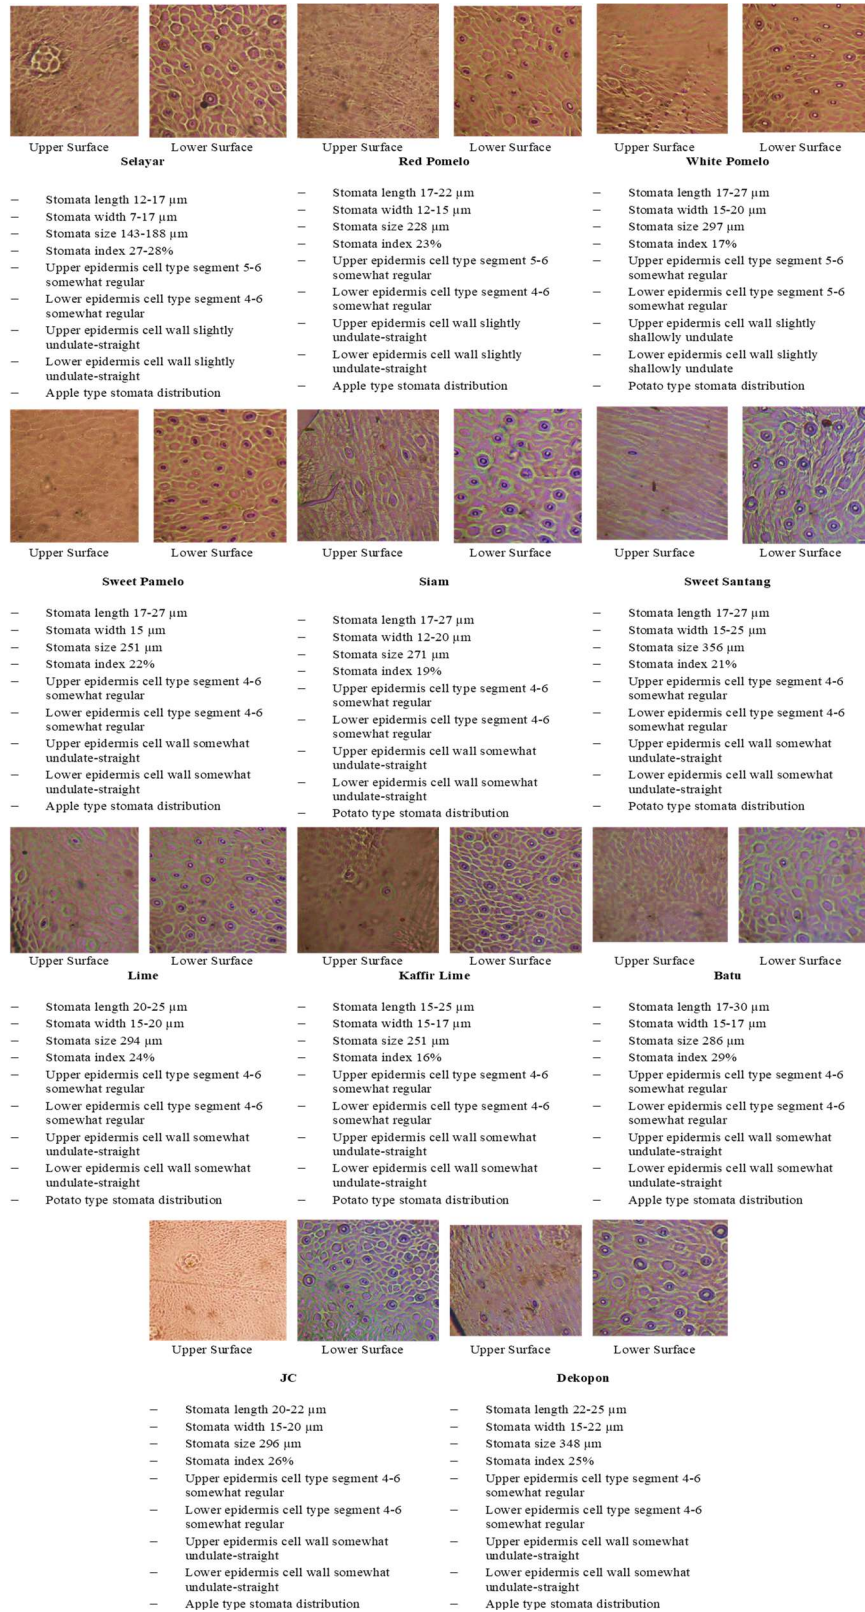 Upper Surface
Lower Surface
Selayar
– Stomata length 12-17 µm
– Stomata width 7-17 µm
– Stomata size 143-188 µm
– Stomata index 27-28%
– Upper epidermis cell type segment 5-6
somewhat regular
– Lower epidermis cell type segment 4-6
somewhat regular
– Upper epidermis cell wall slightly
undulate-straight
– Lower epidermis cell wall slightly
undulate-straight
– Apple type stomata distribution
Upper Surface
Lower Surface
Red Pomelo
– Stomata length 17-22 µm
– Stomata width 12-15 µm
– Stomata size 228 µm
– Stomata index 23%
– Upper epidermis cell type segment 5-6
somewhat regular
– Lower epidermis cell type segment 4-6
somewhat regular
– Upper epidermis cell wall slightly
undulate-straight
– Lower epidermis cell wall slightly
undulate-straight
– Apple type stomata distribution
Upper Surface
Lower Surface
White Pomelo
– Stomata length 17-27 µm
– Stomata width 15-20 µm
– Stomata size 297 µm
– Stomata index 17%
– Upper epidermis cell type segment 5-6
somewhat regular
– Lower epidermis cell type segment 5-6
somewhat regular
– Upper epidermis cell wall slightly
shallowly undulate
– Lower epidermis cell wall slightly
shallowly undulate
– Potato type stomata distribution
Upper Surface
Lower Surface
Sweet Pamelo
– Stomata length 17-27 µm
– Stomata width 15 µm
– Stomata size 251 µm
– Stomata index 22%
– Upper epidermis cell type segment 4-6
somewhat regular
– Lower epidermis cell type segment 4-6
somewhat regular
– Upper epidermis cell wall somewhat
undulate-straight
– Lower epidermis cell wall somewhat
undulate-straight
– Apple type stomata distribution
Upper Surface
Lower Surface
Siam
– Stomata length 17-27 µm
– Stomata width 12-20 µm
– Stomata size 271 µm
– Stomata index 19%
– Upper epidermis cell type segment 4-6
somewhat regular
– Lower epidermis cell type segment 4-6
somewhat regular
– Upper epidermis cell wall somewhat
undulate-straight
– Lower epidermis cell wall somewhat
undulate-straight
– Potato type stomata distribution
Upper Surface
Lower Surface
Sweet Santang
– Stomata length 17-27 µm
– Stomata width 15-25 µm
– Stomata size 356 µm
– Stomata index 21%
– Upper epidermis cell type segment 4-6
somewhat regular
– Lower epidermis cell type segment 4-6
somewhat regular
– Upper epidermis cell wall somewhat
undulate-straight
– Lower epidermis cell wall somewhat
undulate-straight
– Potato type stomata distribution
Upper Surface
Lower Surface
Lime
– Stomata length 20-25 µm
– Stomata width 15-20 µm
– Stomata size 294 µm
– Stomata index 24%
– Upper epidermis cell type segment 4-6
somewhat regular
– Lower epidermis cell type segment 4-6
somewhat regular
– Upper epidermis cell wall somewhat
undulate-straight
– Lower epidermis cell wall somewhat
undulate-straight
– Potato type stomata distribution
Upper Surface
Lower Surface
Kaffir Lime
– Stomata length 15-25 µm
– Stomata width 15-17 µm
– Stomata size 251 µm
– Stomata index 16%
– Upper epidermis cell type segment 4-6
somewhat regular
– Lower epidermis cell type segment 4-6
somewhat regular
– Upper epidermis cell wall somewhat
undulate-straight
– Lower epidermis cell wall somewhat
undulate-straight
– Potato type stomata distribution
Upper Surface
Lower Surface
Batu
– Stomata length 17-30 µm
– Stomata width 15-17 µm
– Stomata size 286 µm
– Stomata index 29%
– Upper epidermis cell type segment 4-6
somewhat regular
– Lower epidermis cell type segment 4-6
somewhat regular
– Upper epidermis cell wall somewhat
undulate-straight
– Lower epidermis cell wall somewhat
undulate-straight
– Apple type stomata distribution
Upper Surface
Lower Surface
JC
– Stomata length 20-22 µm
– Stomata width 15-20 µm
– Stomata size 296 µm
– Stomata index 26%
– Upper epidermis cell type segment 4-6
somewhat regular
– Lower epidermis cell type segment 4-6
somewhat regular
– Upper epidermis cell wall somewhat
undulate-straight
– Lower epidermis cell wall somewhat
undulate-straight
– Apple type stomata distribution
Upper Surface
Lower Surface
Dekopon
– Stomata length 22-25 µm
– Stomata width 15-22 µm
– Stomata size 348 µm
– Stomata index 25%
– Upper epidermis cell type segment 4-6
somewhat regular
– Lower epidermis cell type segment 4-6
somewhat regular
– Upper epidermis cell wall somewhat
undulate-straight
– Lower epidermis cell wall somewhat
undulate-straight
– Apple type stomata distribution